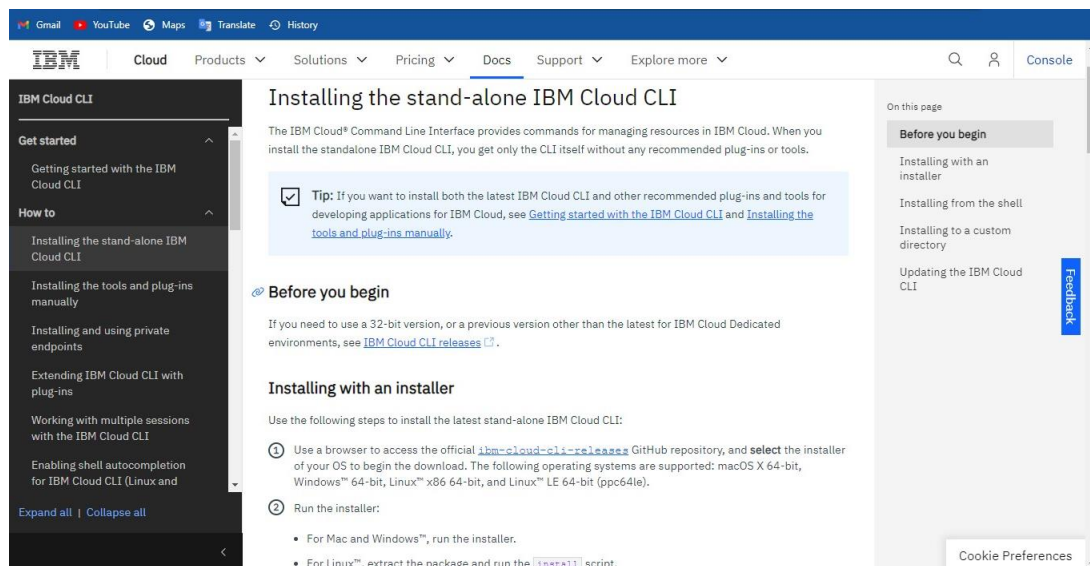 Gmail YouTube Maps Translate History
IBM Cloud Products Solutions Pricing Docs Support Explore more Console
IBM Cloud CLI
Get started
Getting started with the IBM
Cloud CLI
How to
Installing the stand-alone IBM
Cloud CLI
Installing the tools and plug-ins
manually
Installing and using private
endpoints
Extending IBM Cloud CLI with
plug-ins
Working with multiple sessions
with the IBM Cloud CLI
Enabling shell autocompletion
for IBM Cloud CLI (Linux and
Expand all | Collapse all
Installing the stand-alone IBM Cloud CLI
The IBM Cloud® Command Line Interface provides commands for managing resources in IBM Cloud. When you
install the standalone IBM Cloud CLI, you get only the CLI itself without any recommended plug-ins or tools.
Tip: If you want to install both the latest IBM Cloud CLI and other recommended plug-ins and tools for
developing applications for IBM Cloud, see Getting started with the IBM Cloud CLI and Installing the
tools and plug-ins manually.
Before you begin
If you need to use a 32-bit version, or a previous version other than the latest for IBM Cloud Dedicated
environments, see IBM Cloud CLI releases.
Installing with an installer
Use the following steps to install the latest stand-alone IBM Cloud CLI:
1 Use a browser to access the official ibm-cloud-cli-releases GitHub repository, and select the installer
of your OS to begin the download. The following operating systems are supported: macOS X 64-bit,
Windows™ 64-bit, Linux™ x86 64-bit, and Linux™ LE 64-bit (ppc64le).
2 Run the installer:
• For Mac and Windows™, run the installer.
• For Linux™, extract the package and run the install script.
On this page
Before you begin
Installing with an
installer
Installing from the shell
Installing to a custom
directory
Updating the IBM Cloud
CLI
Feedback
Cookie Preferences